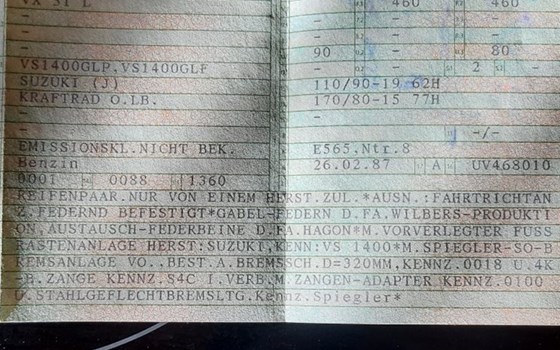 VX 51 L 460 460
- - -
- - -
- 90 - 80
VS1400GLP,VS1400GLF - - 2 -
SUZUKI (J) 110/90-19 62H
KRAFTRAD O.LB. 170/80-15 77H
- -
- -/-
EMISSIONSKL.NICHT BEK. E565.Ntr.8
Benzin 26.02.87 A UV468010
0001 0088 1360
REIFENPAAR.NUR VON EINEM HERST.ZUL.*AUSN.:FAHRTRICHTAN
Z.FEDERND BEFESTIGT*GABEL-FEDERN D.FA.WILBERS-PRODUKTI
ON,AUSTAUSCH-FEDERBEINE D.FA.HAGON*M.VORVERLEGTER FUSS
RASTENANLAGE HERST:SUZUKI,KENN:VS 1400*M.SPIEGLER-SO-B
REMSANLAGE VO..BEST.A.BREMSSCH.D=320MM,KENNZ.0018 U.4K
.ZANGE KENNZ.S4C I.VERB.M.ZANGEN-ADAPTER KENNZ.0100
U.STAHLGEFLECHTBREMSLTG.Kennz.Spiegler*